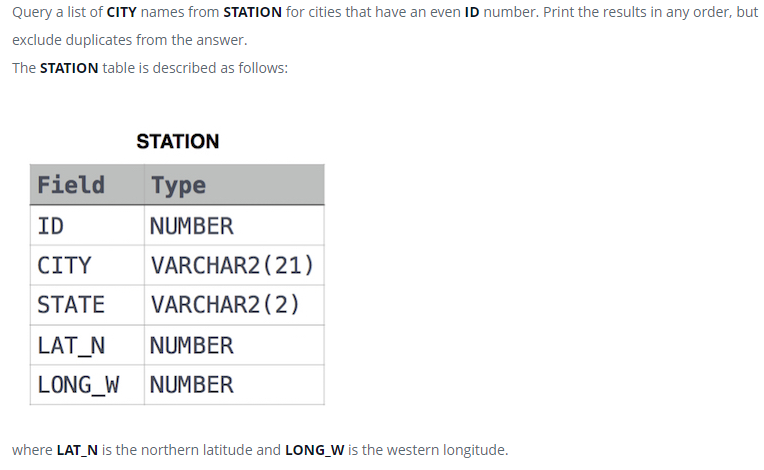 Query a list of CITY names from STATION for cities that have an even ID number. Print the results in any order, but
exclude duplicates from the answer.
The STATION table is described as follows:
STATION
Field Type
ID NUMBER
CITY VARCHAR2(21)
STATE VARCHAR2(2)
LAT_N NUMBER
LONG_W NUMBER
where LAT_N is the northern latitude and LONG_W is the western longitude.